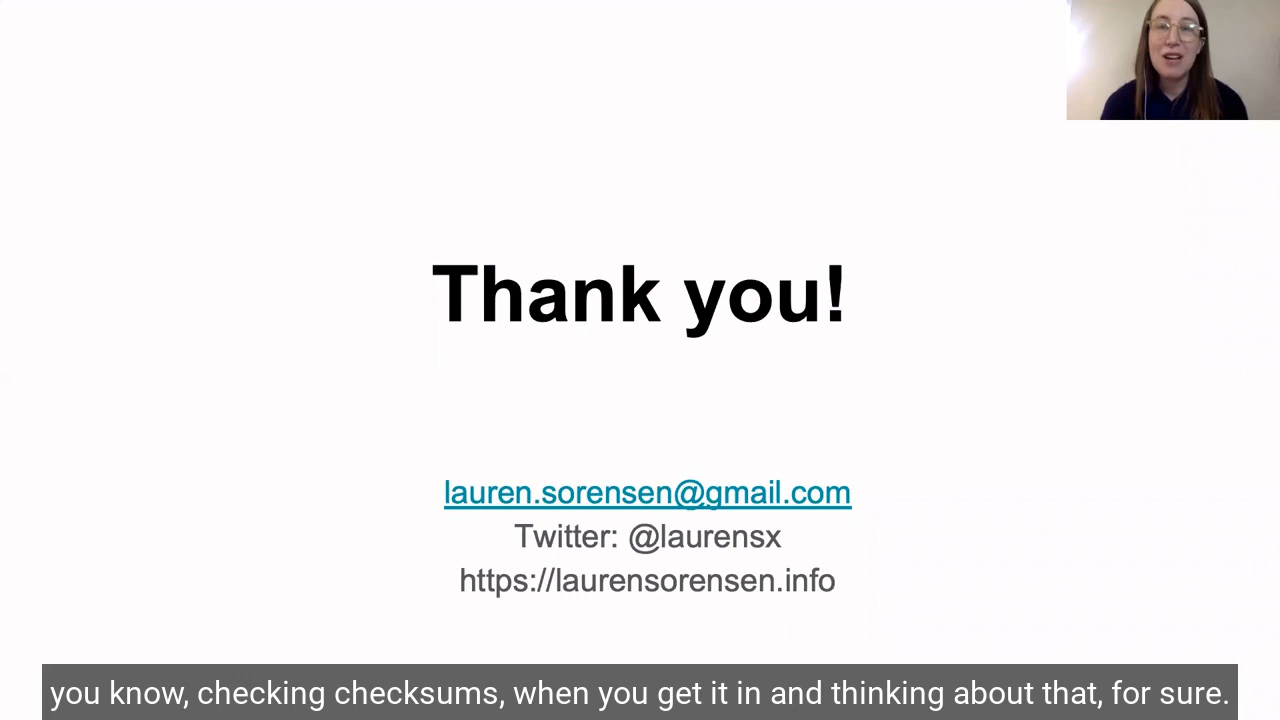 Thank you!
lauren.sorensen@gmail.com
Twitter: @laurensx
https://laurensorensen.info
you know, checking checksums, when you get it in and thinking about that, for sure.